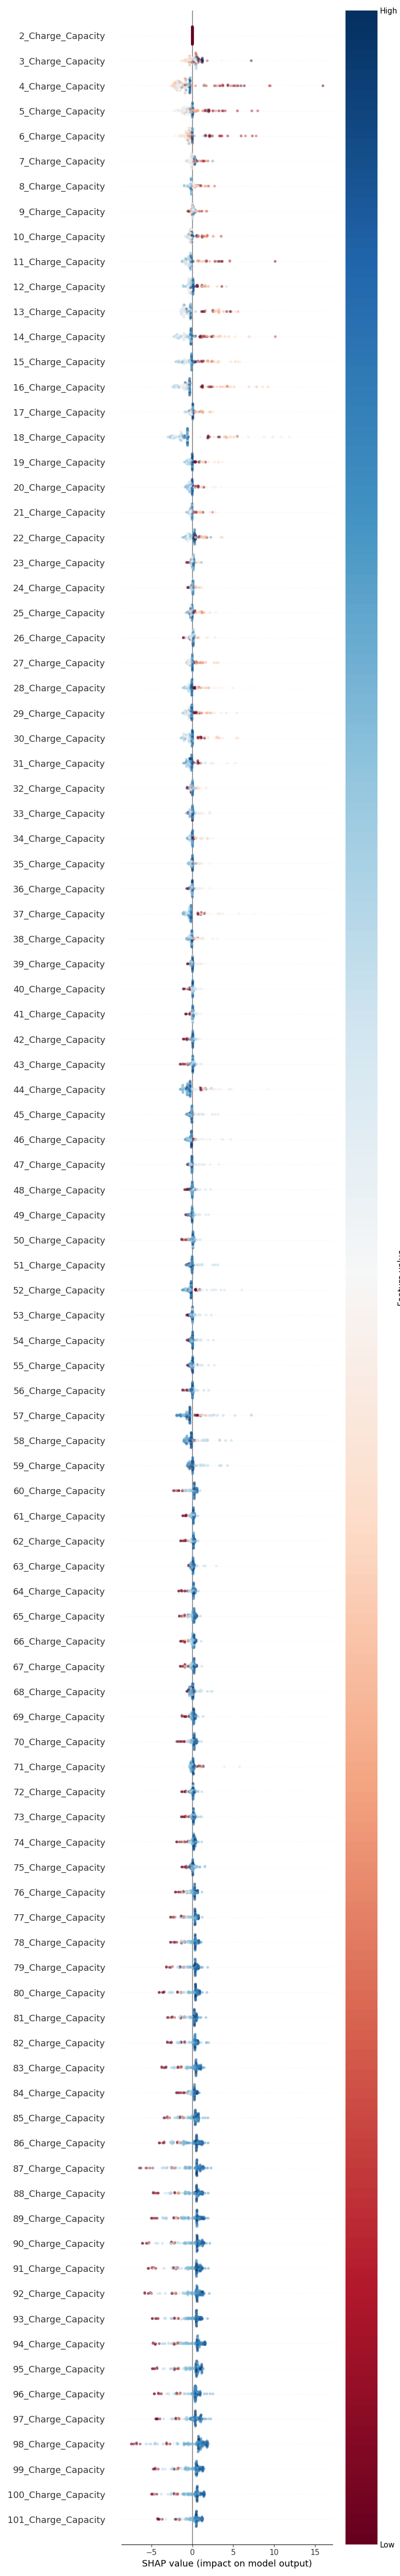 High
2_Charge_Capacity
3_Charge_Capacity
4_Charge_Capacity
5_Charge_Capacity
6_Charge_Capacity
7_Charge_Capacity
8_Charge_Capacity
9_Charge_Capacity
10_Charge_Capacity
11_Charge_Capacity
12_Charge_Capacity
13_Charge_Capacity
14_Charge_Capacity
15_Charge_Capacity
16_Charge_Capacity
17_Charge_Capacity
18_Charge_Capacity
19_Charge_Capacity
20_Charge_Capacity
21_Charge_Capacity
22_Charge_Capacity
23_Charge_Capacity
24_Charge_Capacity
25_Charge_Capacity
26_Charge_Capacity
27_Charge_Capacity
28_Charge_Capacity
29_Charge_Capacity
30_Charge_Capacity
31_Charge_Capacity
32_Charge_Capacity
33_Charge_Capacity
34_Charge_Capacity
35_Charge_Capacity
36_Charge_Capacity
37_Charge_Capacity
38_Charge_Capacity
39_Charge_Capacity
40_Charge_Capacity
41_Charge_Capacity
42_Charge_Capacity
43_Charge_Capacity
44_Charge_Capacity
45_Charge_Capacity
46_Charge_Capacity
47_Charge_Capacity
48_Charge_Capacity
49_Charge_Capacity
50_Charge_Capacity
51_Charge_Capacity
52_Charge_Capacity
53_Charge_Capacity
54_Charge_Capacity
55_Charge_Capacity
56_Charge_Capacity
57_Charge_Capacity
58_Charge_Capacity
59_Charge_Capacity
60_Charge_Capacity
61_Charge_Capacity
62_Charge_Capacity
63_Charge_Capacity
64_Charge_Capacity
65_Charge_Capacity
66_Charge_Capacity
67_Charge_Capacity
68_Charge_Capacity
69_Charge_Capacity
70_Charge_Capacity
71_Charge_Capacity
72_Charge_Capacity
73_Charge_Capacity
74_Charge_Capacity
75_Charge_Capacity
76_Charge_Capacity
77_Charge_Capacity
78_Charge_Capacity
79_Charge_Capacity
80_Charge_Capacity
81_Charge_Capacity
82_Charge_Capacity
83_Charge_Capacity
84_Charge_Capacity
85_Charge_Capacity
86_Charge_Capacity
87_Charge_Capacity
88_Charge_Capacity
89_Charge_Capacity
90_Charge_Capacity
91_Charge_Capacity
92_Charge_Capacity
93_Charge_Capacity
94_Charge_Capacity
95_Charge_Capacity
96_Charge_Capacity
97_Charge_Capacity
98_Charge_Capacity
99_Charge_Capacity
100_Charge_Capacity
101_Charge_Capacity
Low
−5 0 5 10 15
SHAP value (impact on model output)